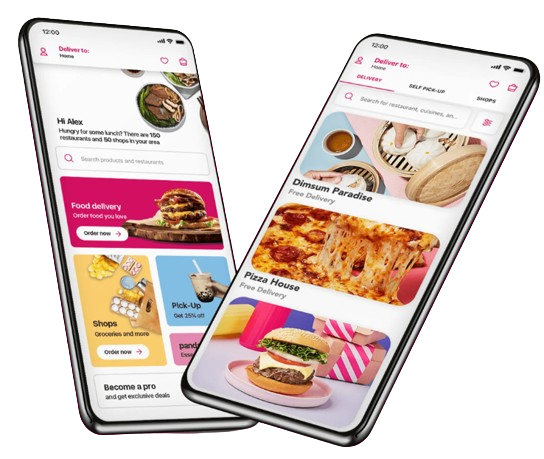 12:00
Deliver to:
Home
Hi Alex
Hungry for some lunch? There are 150
restaurants and 50 shops in your area
Search products and restaurants
Food delivery
Order food you love
Order now →
Shops
Groceries and more
Order now →
Pick-Up
Get 25% off
panda
Become a pro
and get exclusive deals
12:00
Deliver to:
Home
DELIVERY
SELF PICK-UP
SHOPS
Search for restaurant, cuisines, an...
Dimsum Paradise
Free Delivery
Pizza House
Free Delivery